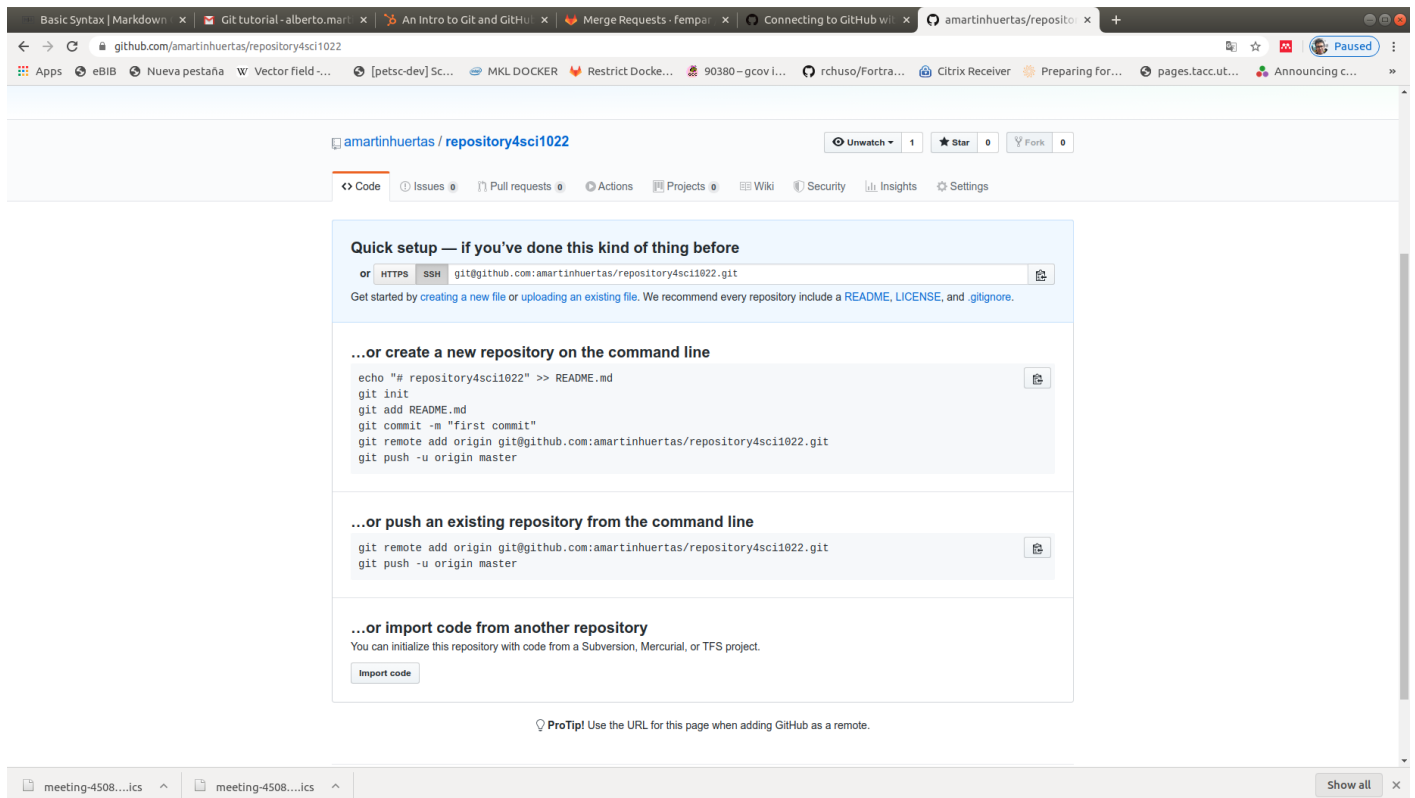 Basic Syntax | Markdown
Git tutorial - alberto.mart
An Intro to Git and GitHub
Merge Requests · fempar
Connecting to GitHub wit
amartinhuertas/reposito
github.com/amartinhuertas/repository4sci1022
Paused
Apps
eBIB
Nueva pestaña
Vector field -...
[petsc-dev] Sc...
MKL DOCKER
Restrict Docke...
90380 – gcov i...
rchuso/Fortra...
Citrix Receiver
Preparing for...
pages.tacc.ut...
Announcing c...
»
amartinhuertas / repository4sci1022
Unwatch 1
Star 0
Fork 0
<> Code
Issues 0
Pull requests 0
Actions
Projects 0
Wiki
Security
Insights
Settings
Quick setup — if you’ve done this kind of thing before
or HTTPS SSH git@github.com:amartinhuertas/repository4sci1022.git
Get started by creating a new file or uploading an existing file. We recommend every repository include a README, LICENSE, and .gitignore.
…or create a new repository on the command line
echo "# repository4sci1022" >> README.md
git init
git add README.md
git commit -m "first commit"
git remote add origin git@github.com:amartinhuertas/repository4sci1022.git
git push -u origin master
…or push an existing repository from the command line
git remote add origin git@github.com:amartinhuertas/repository4sci1022.git
git push -u origin master
…or import code from another repository
You can initialize this repository with code from a Subversion, Mercurial, or TFS project.
Import code
ProTip! Use the URL for this page when adding GitHub as a remote.
meeting-4508....ics
meeting-4508....ics
Show all